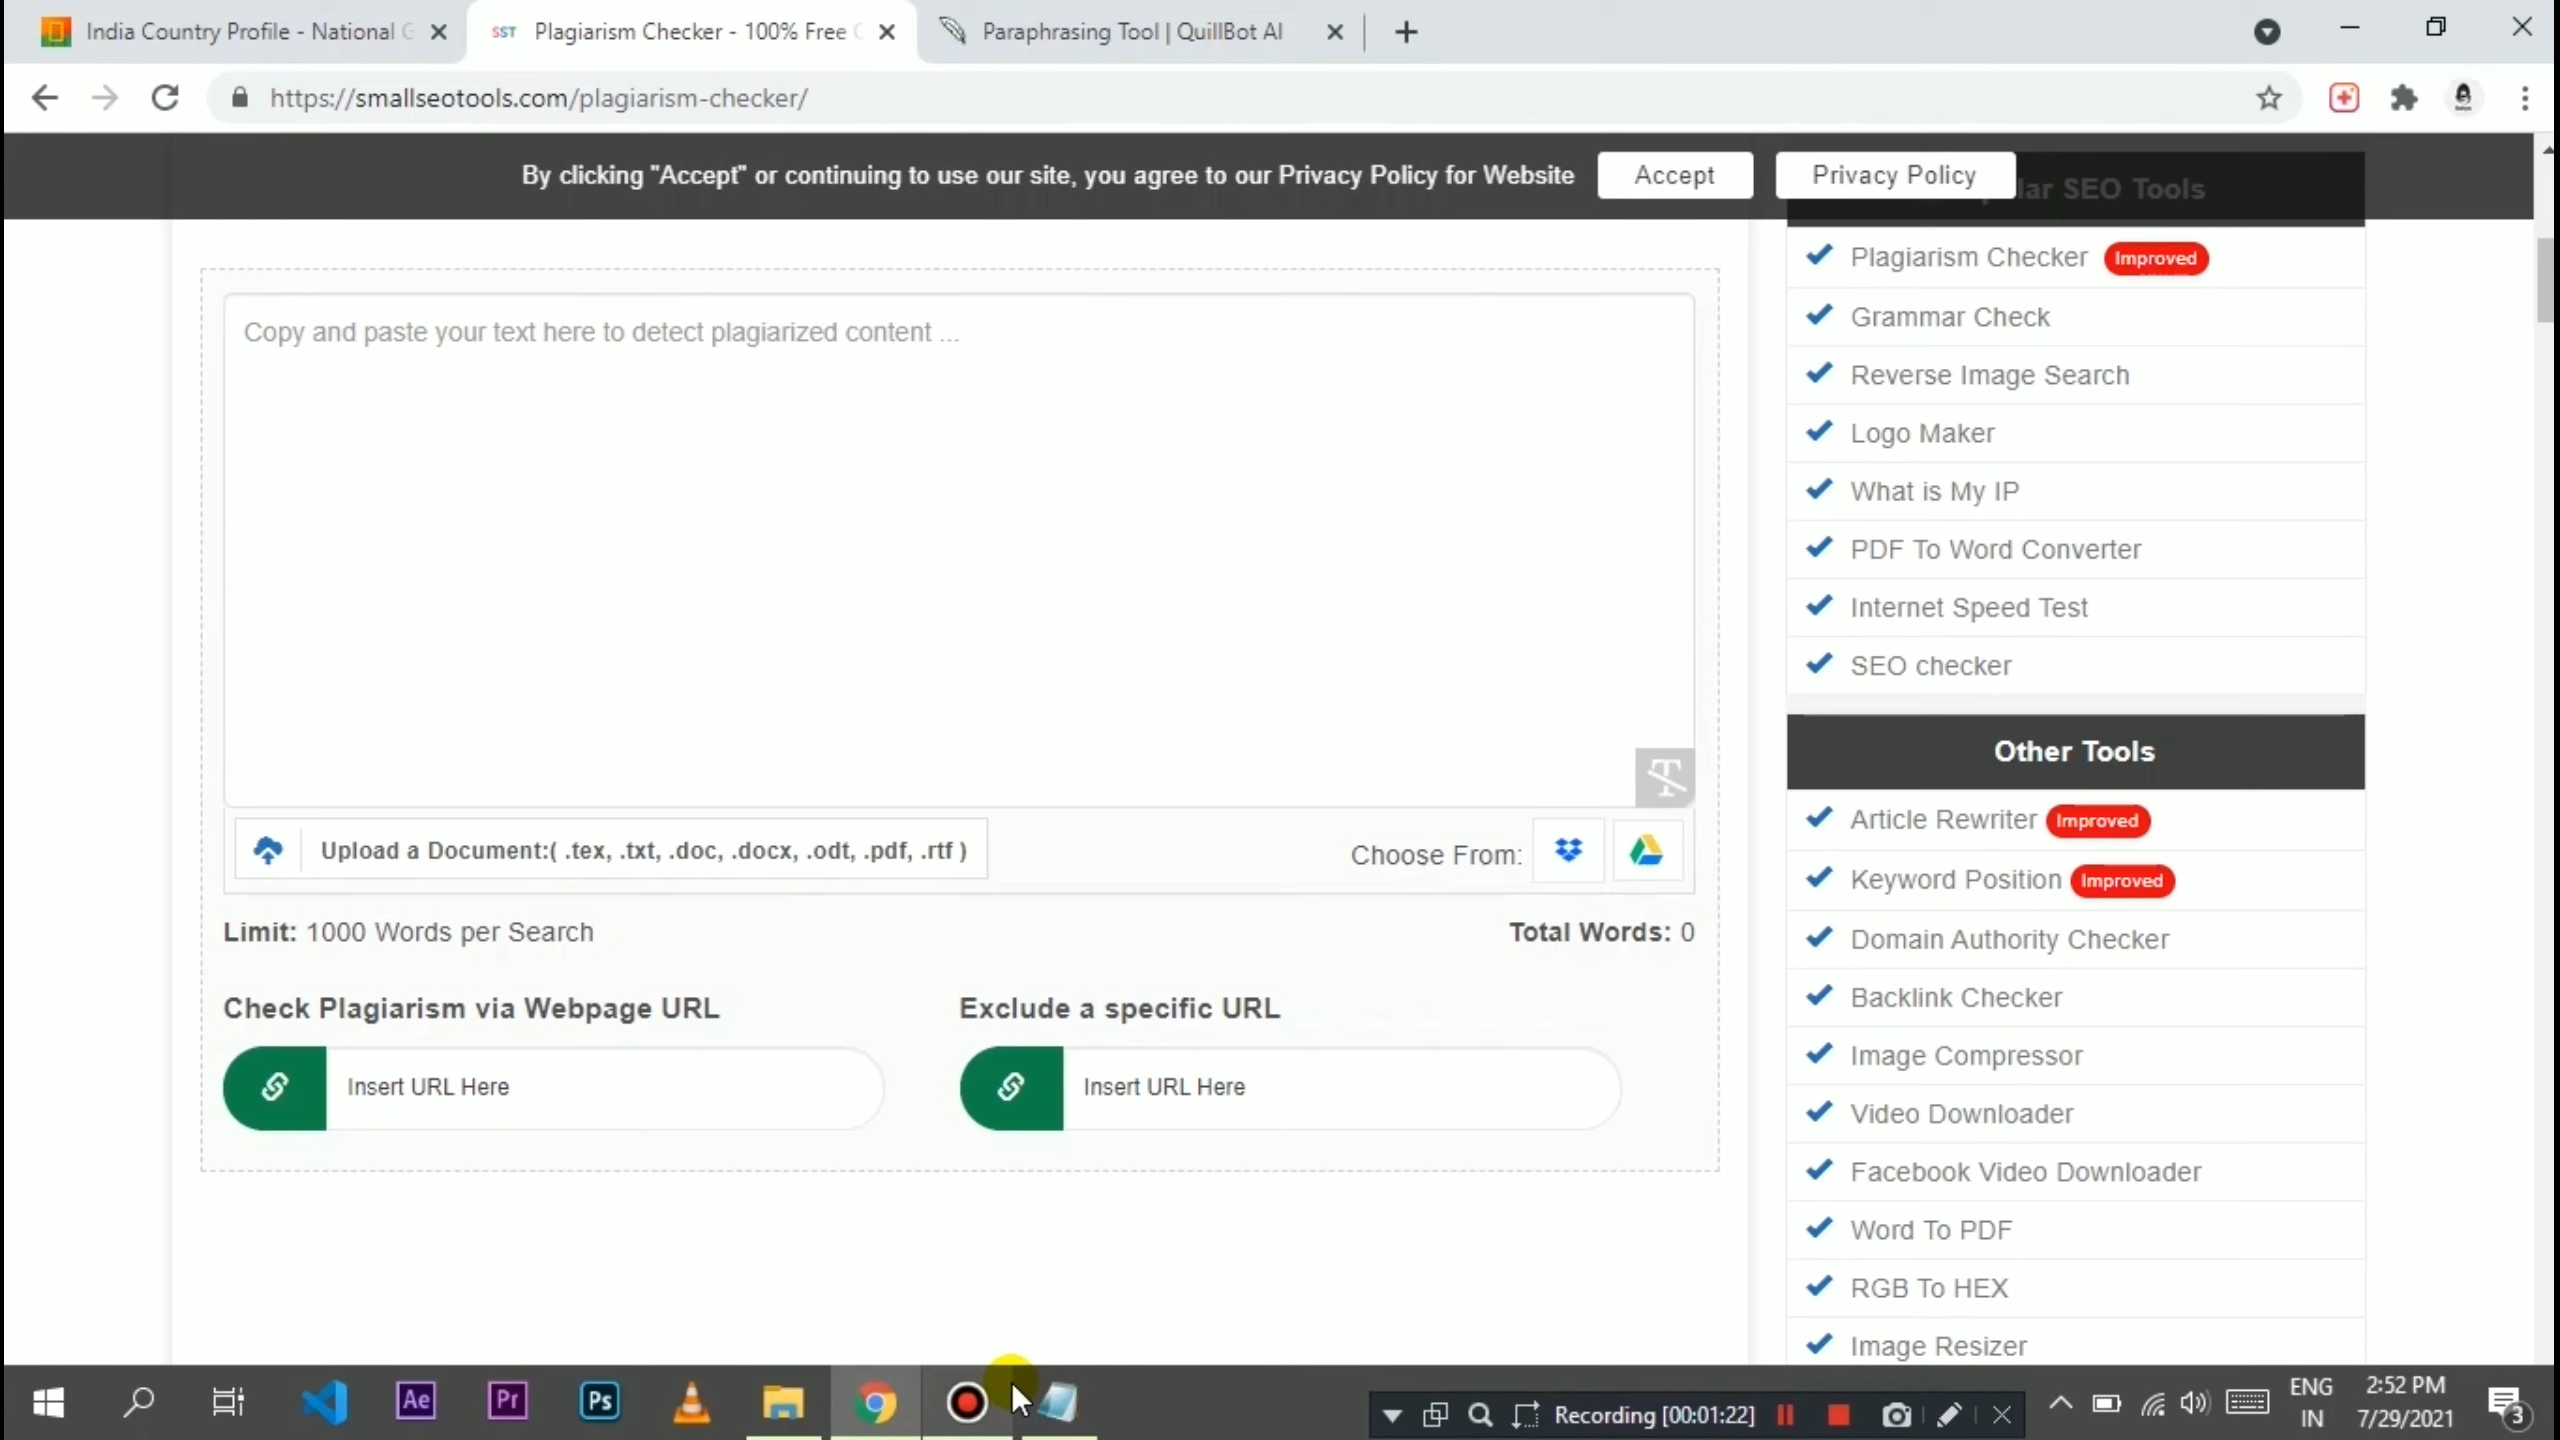 India Country Profile - National G
SST Plagiarism Checker - 100% Free
Paraphrasing Tool | QuillBot AI
https://smallseotools.com/plagiarism-checker/
By clicking "Accept" or continuing to use our site, you agree to our Privacy Policy for Website
Accept
Privacy Policy
lar SEO Tools
Copy and paste your text here to detect plagiarized content ...
Upload a Document:( .tex, .txt, .doc, .docx, .odt, .pdf, .rtf )
Choose From:
Limit: 1000 Words per Search
Total Words: 0
Check Plagiarism via Webpage URL
Exclude a specific URL
Insert URL Here
Insert URL Here
Plagiarism Checker Improved
Grammar Check
Reverse Image Search
Logo Maker
What is My IP
PDF To Word Converter
Internet Speed Test
SEO checker
Other Tools
Article Rewriter Improved
Keyword Position Improved
Domain Authority Checker
Backlink Checker
Image Compressor
Video Downloader
Facebook Video Downloader
Word To PDF
RGB To HEX
Image Resizer
Ae
Pr
Ps
Recording [00:01:22]
ENG
IN
2:52 PM
7/29/2021
3